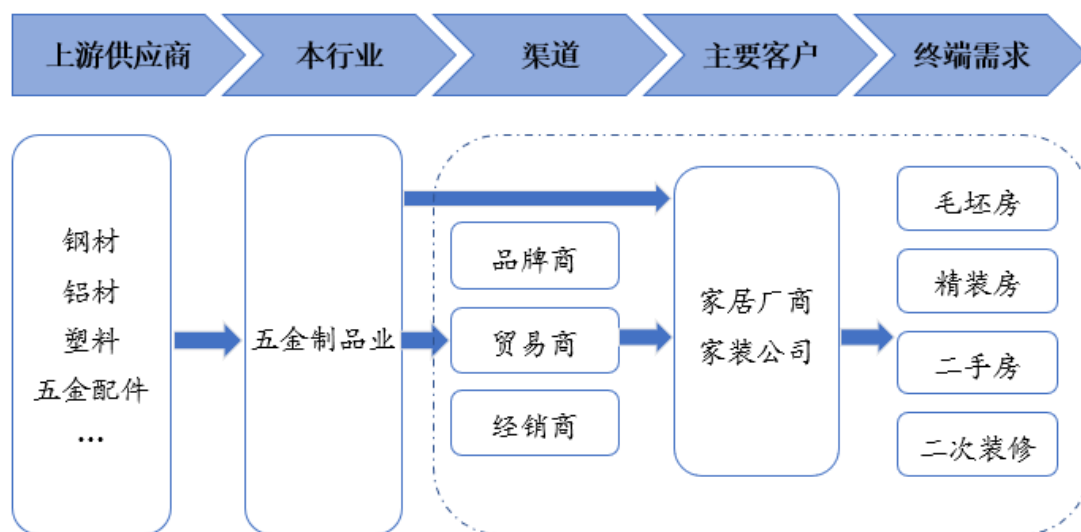 上游供应商
本行业
渠道
主要客户
终端需求
钢材
铝材
塑料
五金配件
...
五金制品业
品牌商
贸易商
经销商
家居厂商
家装公司
毛坯房
精装房
二手房
二次装修